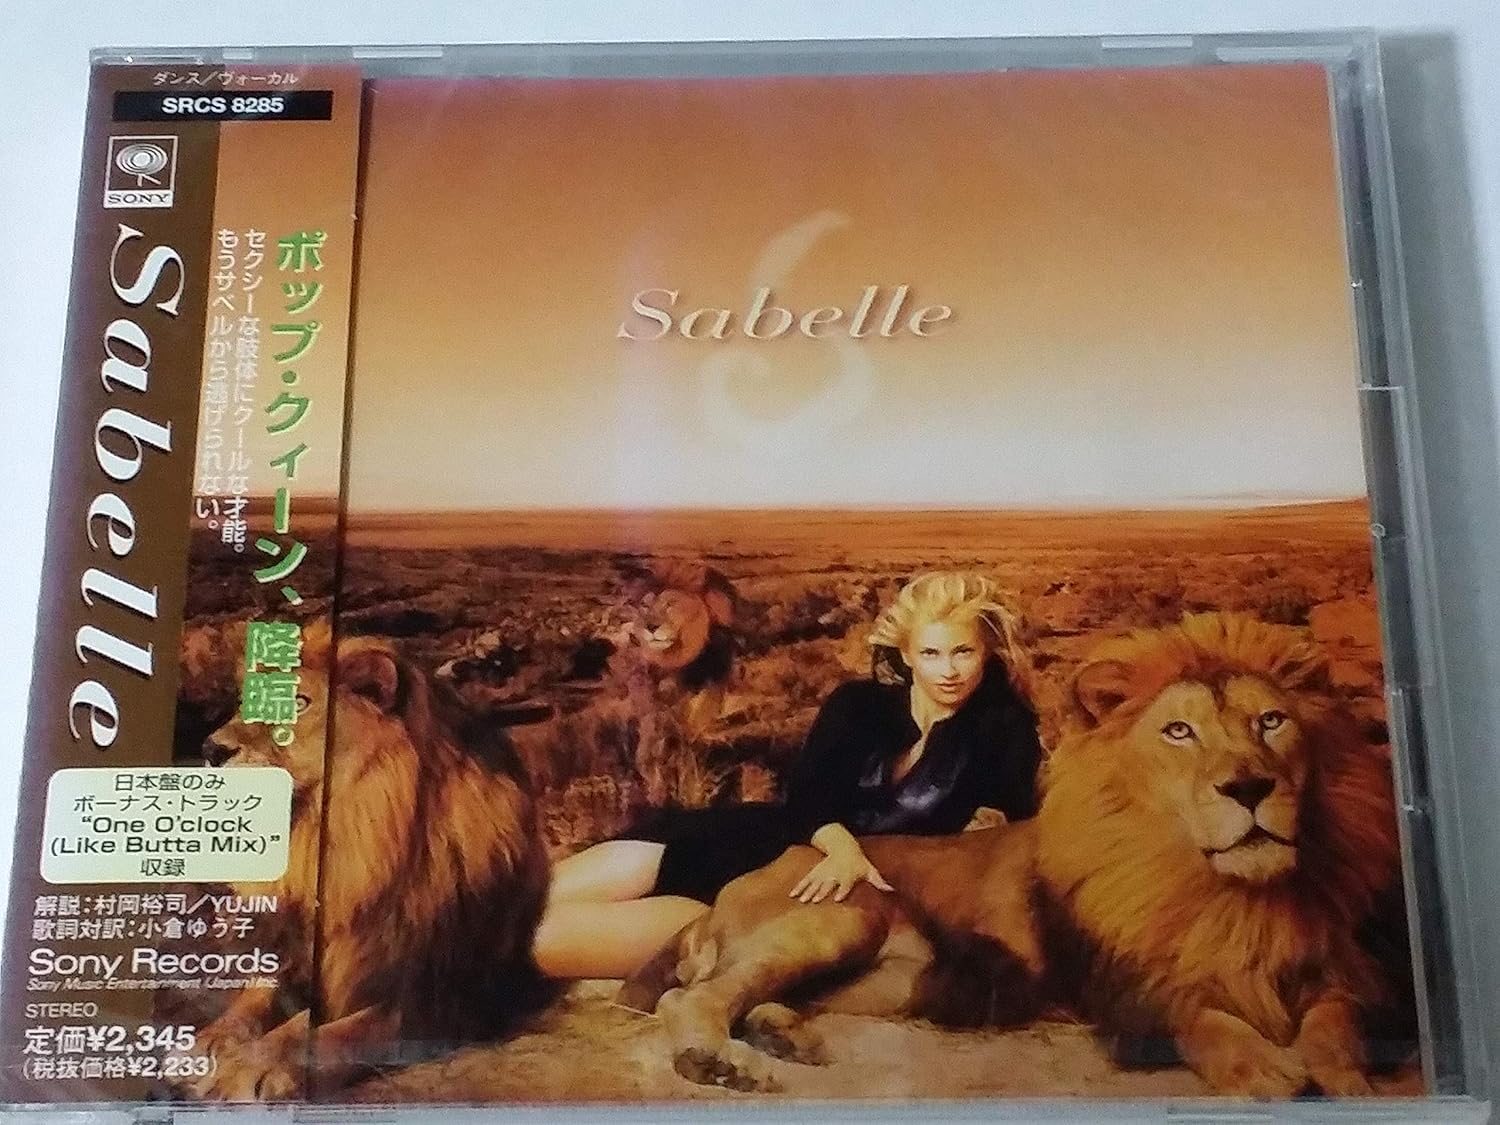 ダンス／ヴォーカル
SRCS 8285
SONY
Sabelle
ポップ・クィーン、降臨。
セクシーな肢体にクールな才能。
もうサベルから逃げられない。
日本盤のみ
ボーナス・トラック
“One O'clock
(Like Butta Mix)”
収録
解説：村岡裕司／YUJIN
歌詞対訳：小倉ゆう子
Sony Records
Sony Music Entertainment (Japan) Inc.
STEREO
定価¥2,345
(税抜価格¥2,233)
Sabelle